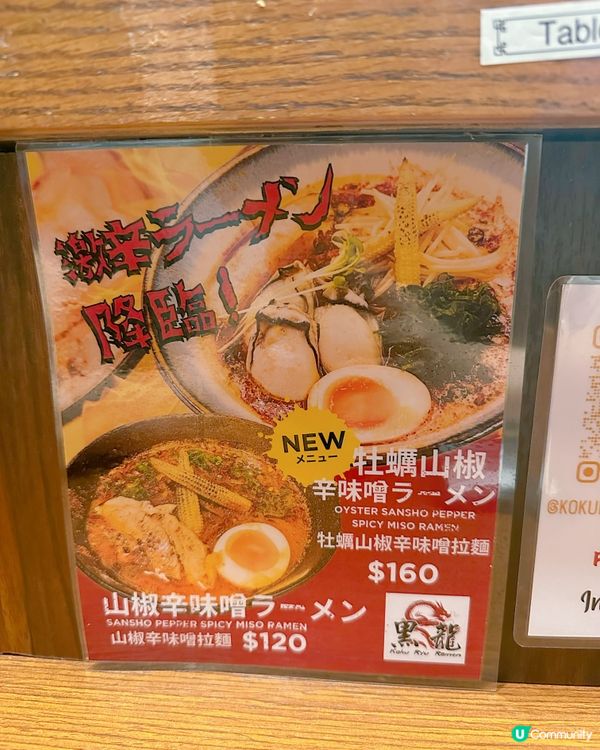 Table
激辛ラーメン
降臨!
NEW
メニュー
牡蠣山椒
辛味噌ラーメン
OYSTER SANSHO PEPPER
SPICY MISO RAMEN
牡蠣山椒辛味噌拉麵
$160
山椒辛味噌ラーメン
SANSHO PEPPER SPICY MISO RAMEN
山椒辛味噌拉麵 $120
黒龍
Koku Ryu Ramen
@KOKU
In
U Community